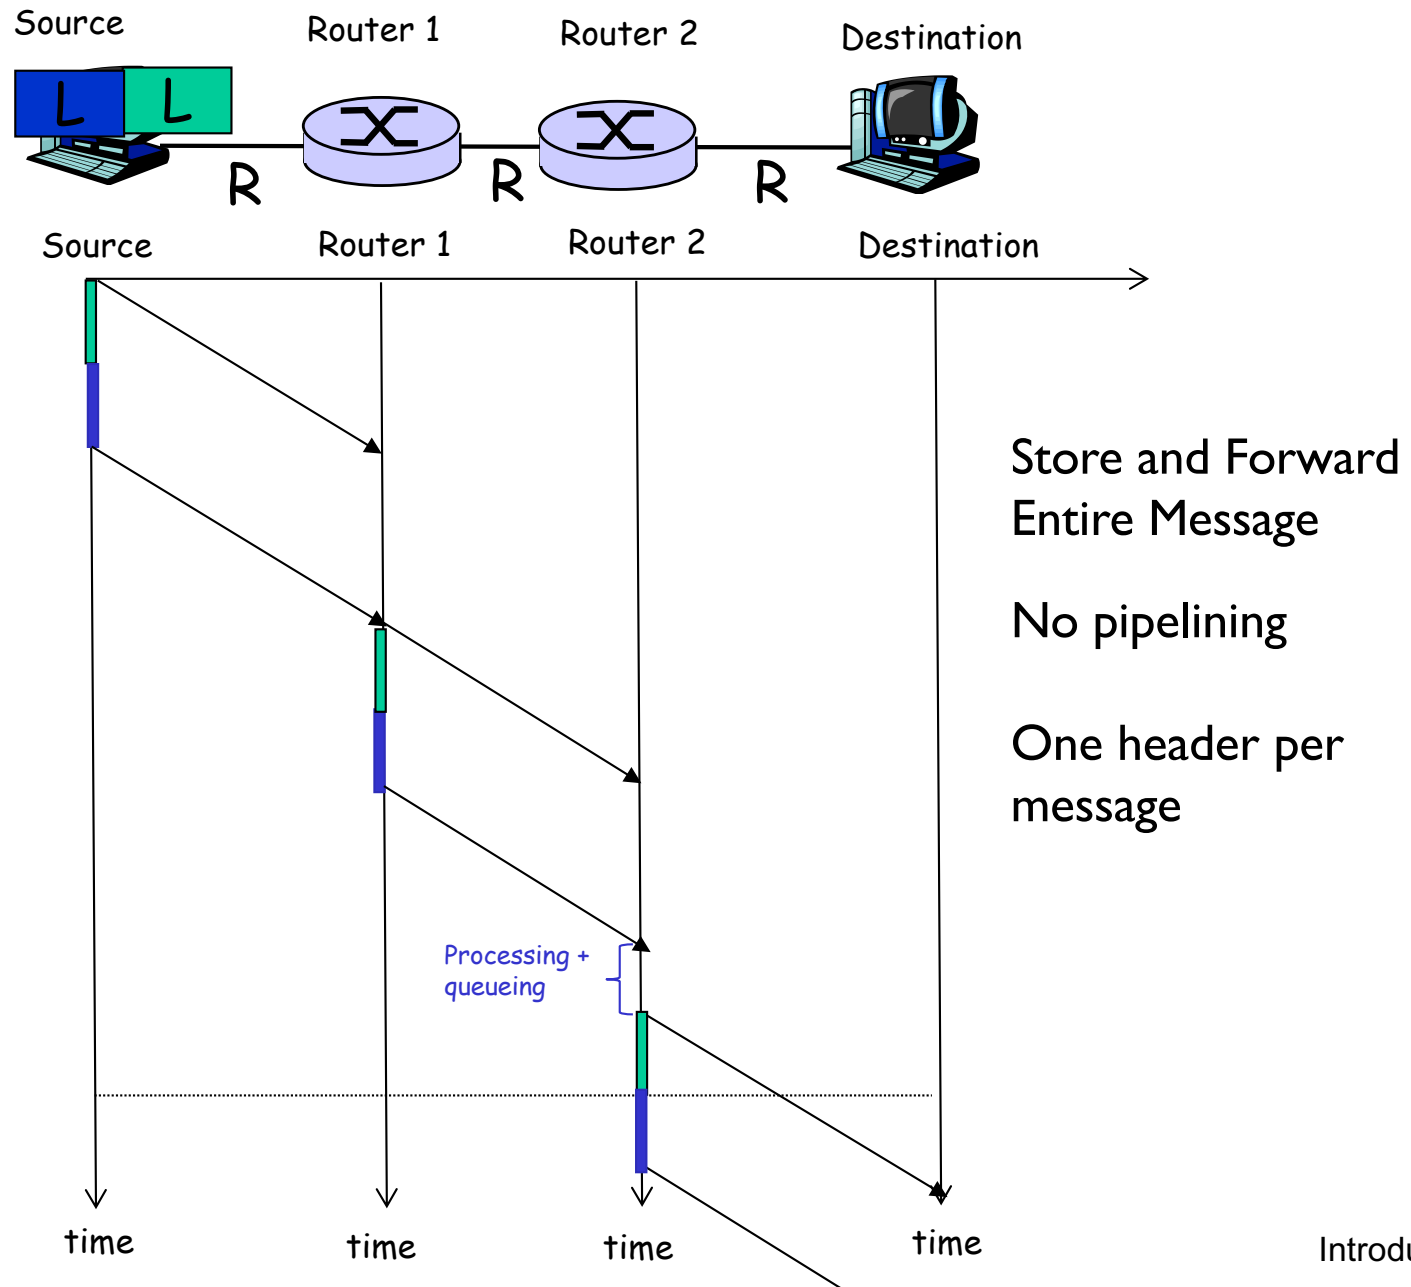 Source
Router 1
Router 2
Destination
L
L
R
R
R
Source
Router 1
Router 2
Destination
Store and Forward
Entire Message
No pipelining
One header per
message
Processing +
queueing
time
time
time
time